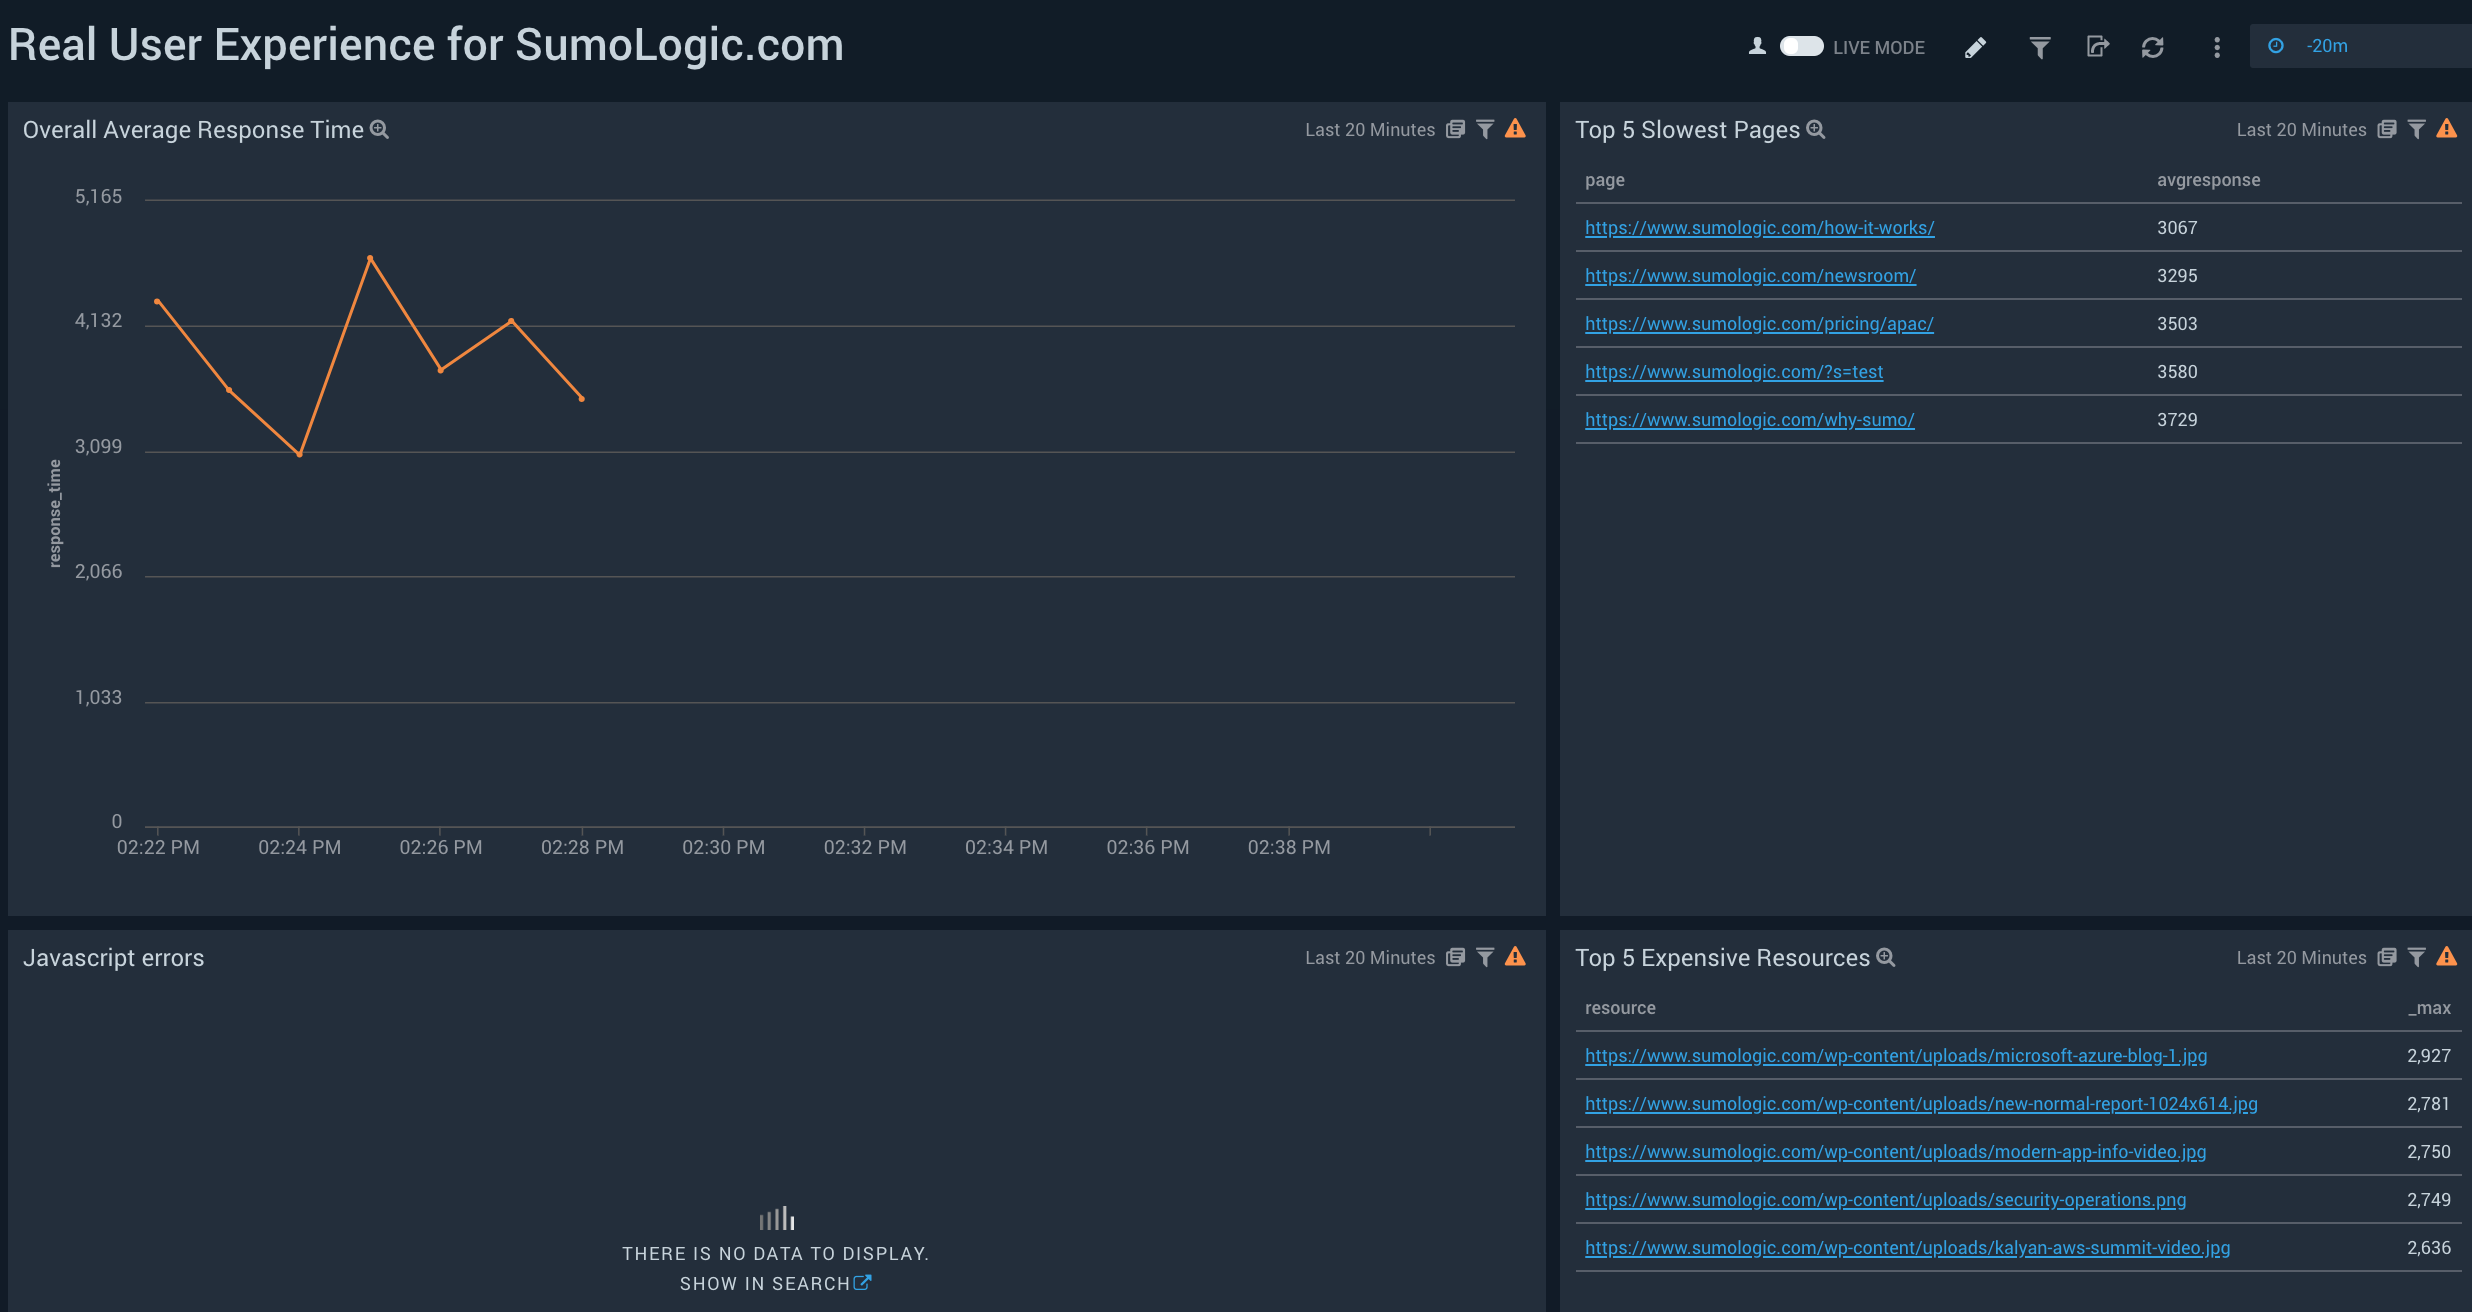 Real User Experience for SumoLogic.com
LIVE MODE
-20m
Overall Average Response Time
Last 20 Minutes
5,165
4,132
3,099
2,066
1,033
0
response_time
02:22 PM 02:24 PM 02:26 PM 02:28 PM 02:30 PM 02:32 PM 02:34 PM 02:36 PM 02:38 PM
Top 5 Slowest Pages
Last 20 Minutes
page avgresponse
https://www.sumologic.com/how-it-works/ 3067
https://www.sumologic.com/newsroom/ 3295
https://www.sumologic.com/pricing/apac/ 3503
https://www.sumologic.com/?s=test 3580
https://www.sumologic.com/why-sumo/ 3729
Javascript errors
Last 20 Minutes
THERE IS NO DATA TO DISPLAY.
SHOW IN SEARCH
Top 5 Expensive Resources
Last 20 Minutes
resource _max
https://www.sumologic.com/wp-content/uploads/microsoft-azure-blog-1.jpg 2,927
https://www.sumologic.com/wp-content/uploads/new-normal-report-1024x614.jpg 2,781
https://www.sumologic.com/wp-content/uploads/modern-app-info-video.jpg 2,750
https://www.sumologic.com/wp-content/uploads/security-operations.png 2,749
https://www.sumologic.com/wp-content/uploads/kalyan-aws-summit-video.jpg 2,636